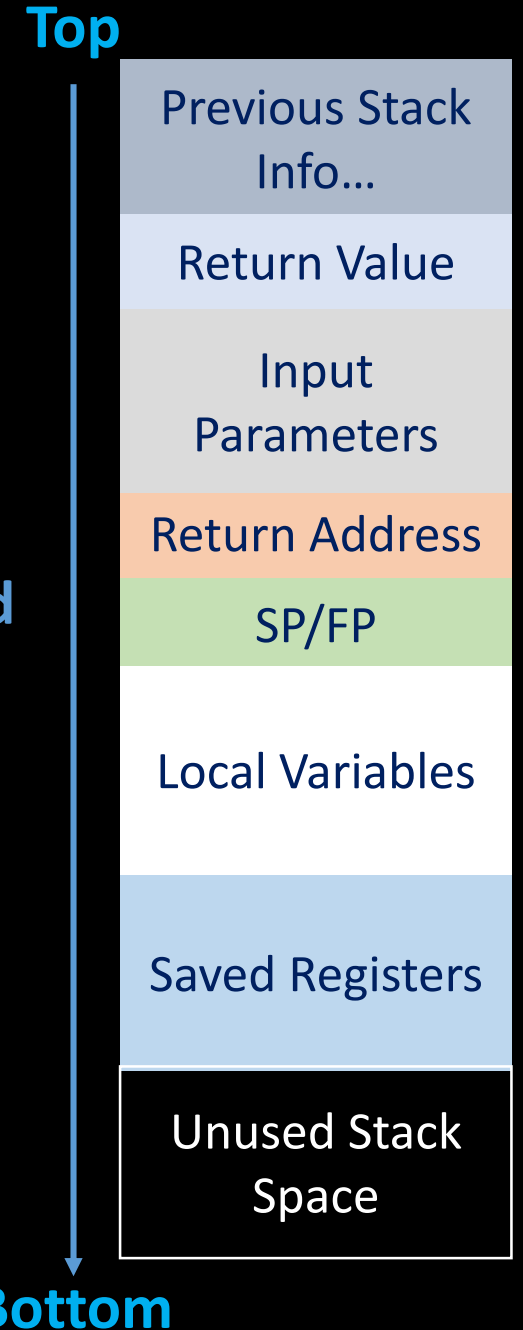 Top
Previous Stack
Info…
Return Value
Input
Parameters
Return Address
d
SP/FP
Local Variables
Saved Registers
Unused Stack
Space
Bottom